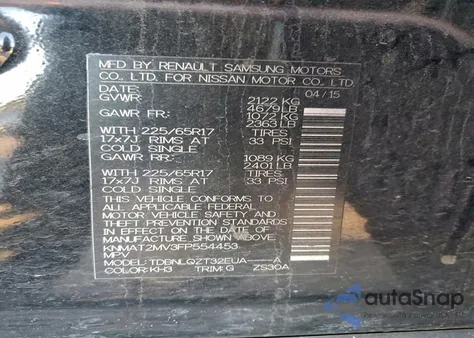 MFD BY RENAULT SAMSUNG MOTORS
CO., LTD. FOR NISSAN MOTOR CO., LTD.
DATE: 04/15
GVWR: 2122 KG
4679 LB
GAWR FR: 1072 KG
2363 LB
WITH 225/65R17 TIRES
17x7J RIMS AT 33 PSI
COLD SINGLE
GAWR RR: 1089 KG
2401 LB
WITH 225/65R17 TIRES
17x7J RIMS AT 33 PSI
COLD SINGLE
THIS VEHICLE CONFORMS TO
ALL APPLICABLE FEDERAL
MOTOR VEHICLE SAFETY AND
THEFT PREVENTION STANDARDS
IN EFFECT ON THE DATE OF
MANUFACTURE SHOWN ABOVE.
KNMAT2MV3FP554453
MPV
MODEL: TDBNLQZT32EUA-----A
COLOR: KH3 TRIM: G ZS30A
autoSnap